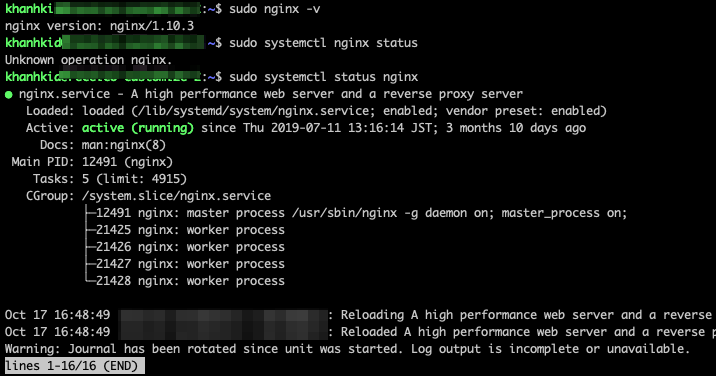 khanhki :~$ sudo nginx -v
nginx version: nginx/1.10.3
khanhkid :~$ sudo systemctl nginx status
Unknown operation nginx.
:~$ sudo systemctl status nginx
● nginx.service - A high performance web server and a reverse proxy server
Loaded: loaded (/lib/systemd/system/nginx.service; enabled; vendor preset: enabled)
Active: active (running) since Thu 2019-07-11 13:16:14 JST; 3 months 10 days ago
Docs: man:nginx(8)
Main PID: 12491 (nginx)
Tasks: 5 (limit: 4915)
CGroup: /system.slice/nginx.service
├─12491 nginx: master process /usr/sbin/nginx -g daemon on; master_process on;
├─21425 nginx: worker process
├─21426 nginx: worker process
├─21427 nginx: worker process
└─21428 nginx: worker process
Oct 17 16:48:49 : Reloading A high performance web server and a reverse
Oct 17 16:48:49 : Reloaded A high performance web server and a reverse p
Warning: Journal has been rotated since unit was started. Log output is incomplete or unavailable.
lines 1-16/16 (END)